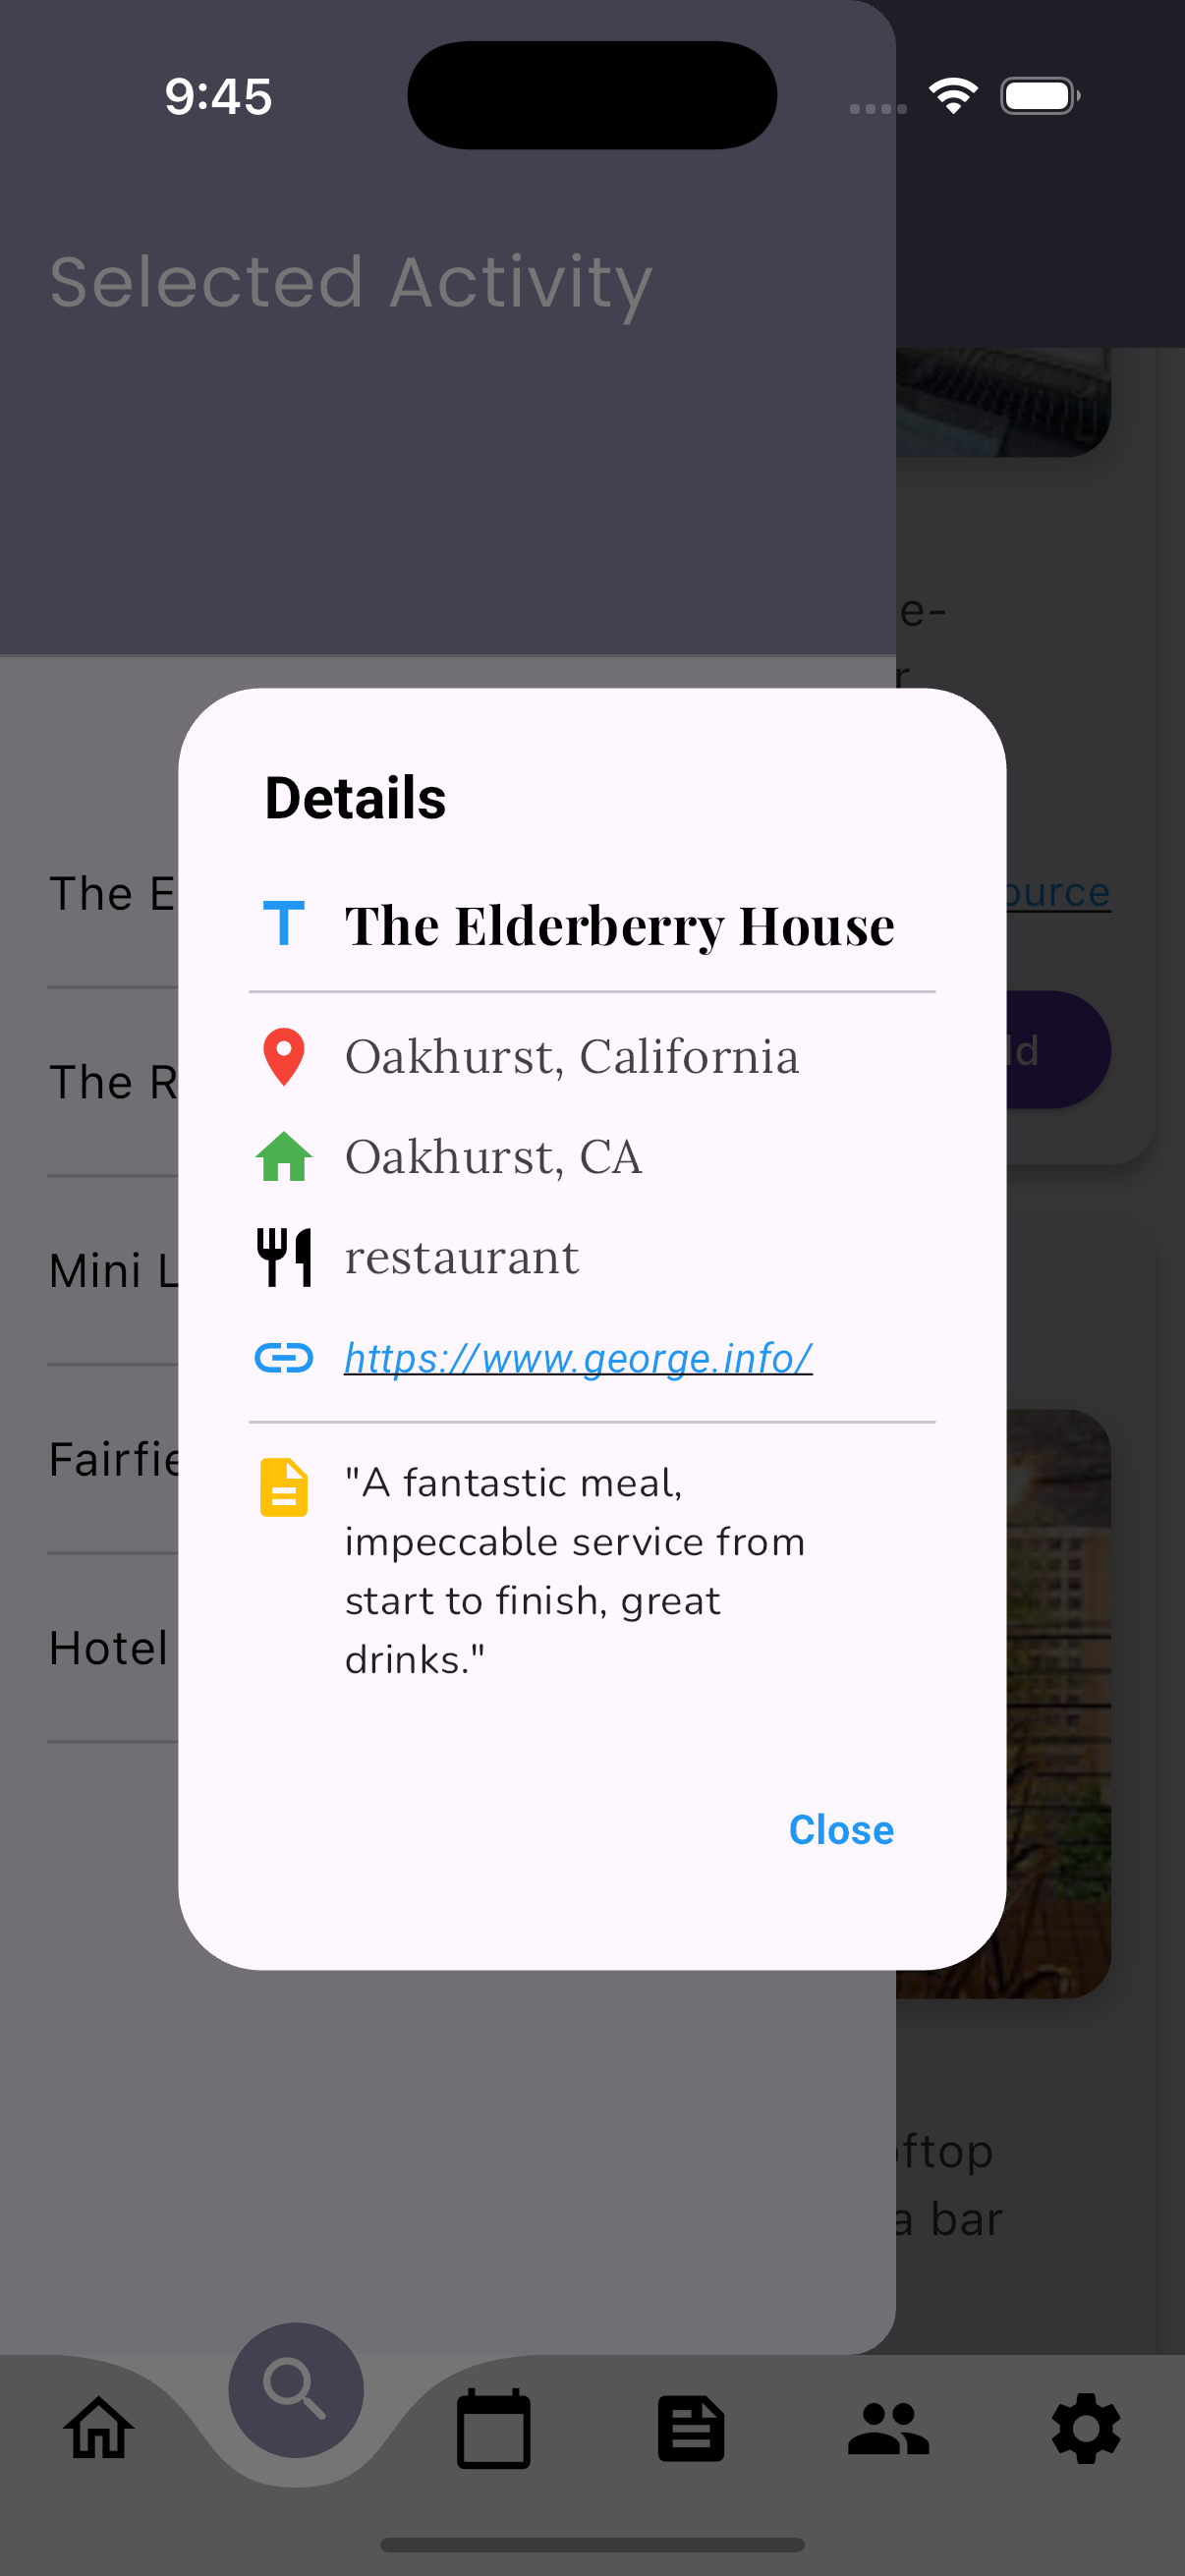 9:45
Selected Activity
e-
r
Details
The E
ource
The Elderberry House
Oakhurst, California
The R
ld
Oakhurst, CA
Mini L
restaurant
https://www.george.info/
Fairfie
"A fantastic meal,
impeccable service from
start to finish, great
drinks."
Hotel
Close
oftop
a bar